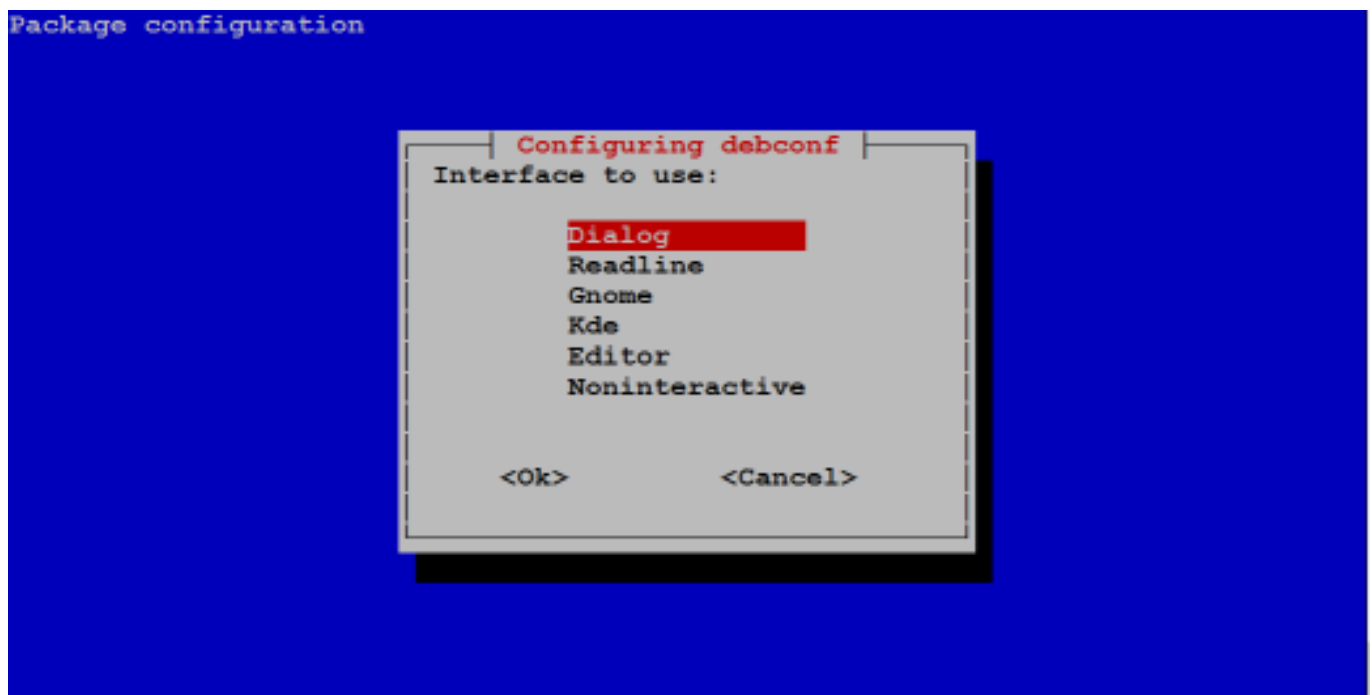 Package configuration
Configuring debconf
Interface to use:
Dialog
Readline
Gnome
Kde
Editor
Noninteractive
<Ok> <Cancel>